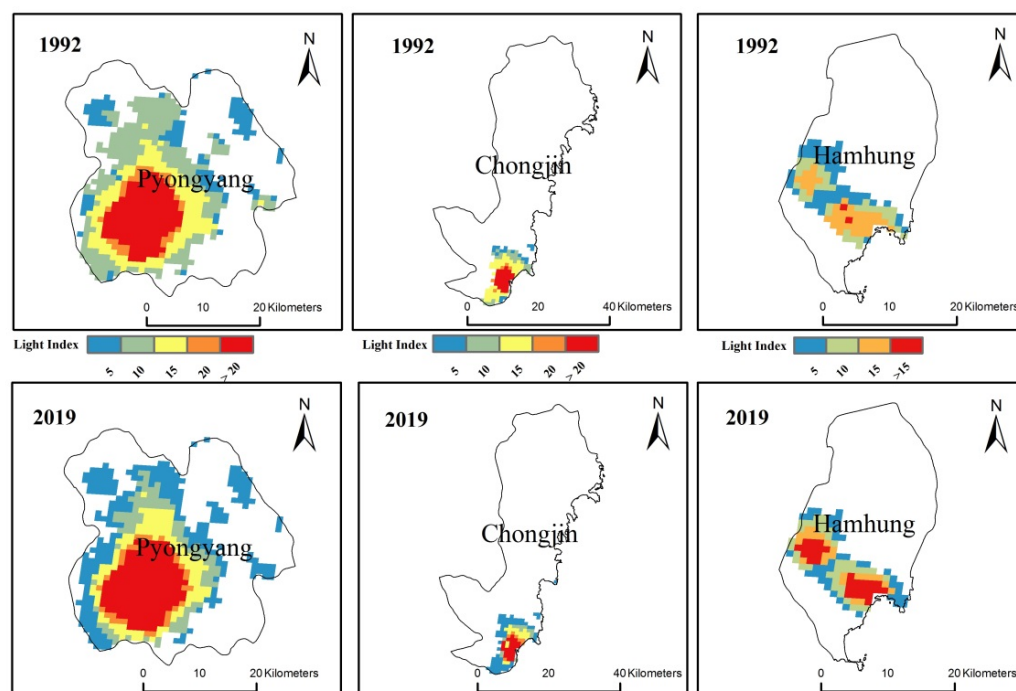 1992
N
Pyongyang
0 10 20 Kilometers
1992
N
Chongjin
0 20 40
Kilometers
1992
N
Hamhung
0 10 20
Kilometers
Light Index
5 10 15 20 > 20
Light Index
5 10 15 20 > 20
Light Index
5 10 15 >15
2019
N
Pyongyang
0 10 20 Kilometers
2019
N
Chongjin
0 20 40
Kilometers
2019
N
Hamhung
0 10 20
Kilometers